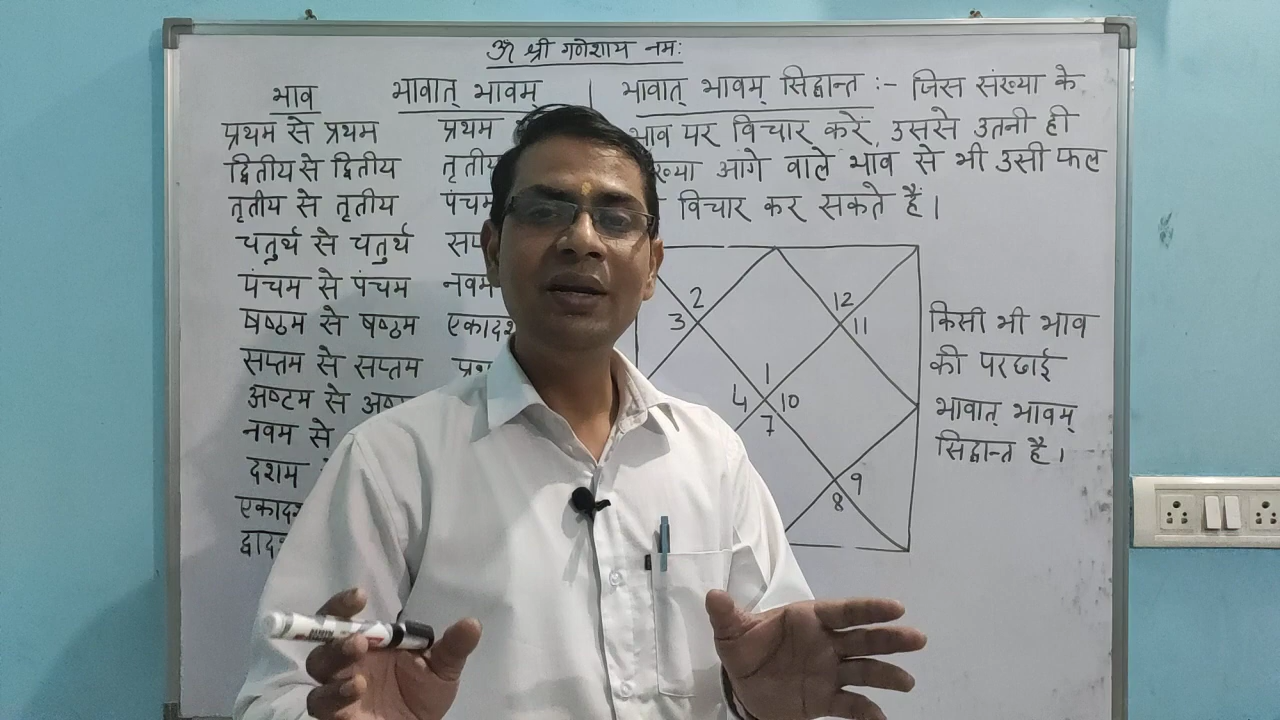 ॐ श्री गणेशाय नमः
भाव
भावात् भावम्
प्रथम से प्रथम प्रथम
द्वितीय से द्वितीय
तृतीय से तृतीय पंचम
चतुर्थ से चतुर्थ
पंचम से पंचम नवम
षष्ठम से षष्ठम
सप्तम से सप्तम
अष्टम से
नवम से
दशम
भावात् भावम् सिद्धान्त :- जिस संख्या के
भाव पर विचार करें, उससे उतनी ही
आगे वाले भाव से भी उसी फल
विचार कर सकते हैं।
2
3
12
11
1
4
10
7
9
8
किसी भी भाव
की परछाई
भावात् भावम्
सिद्धान्त है।